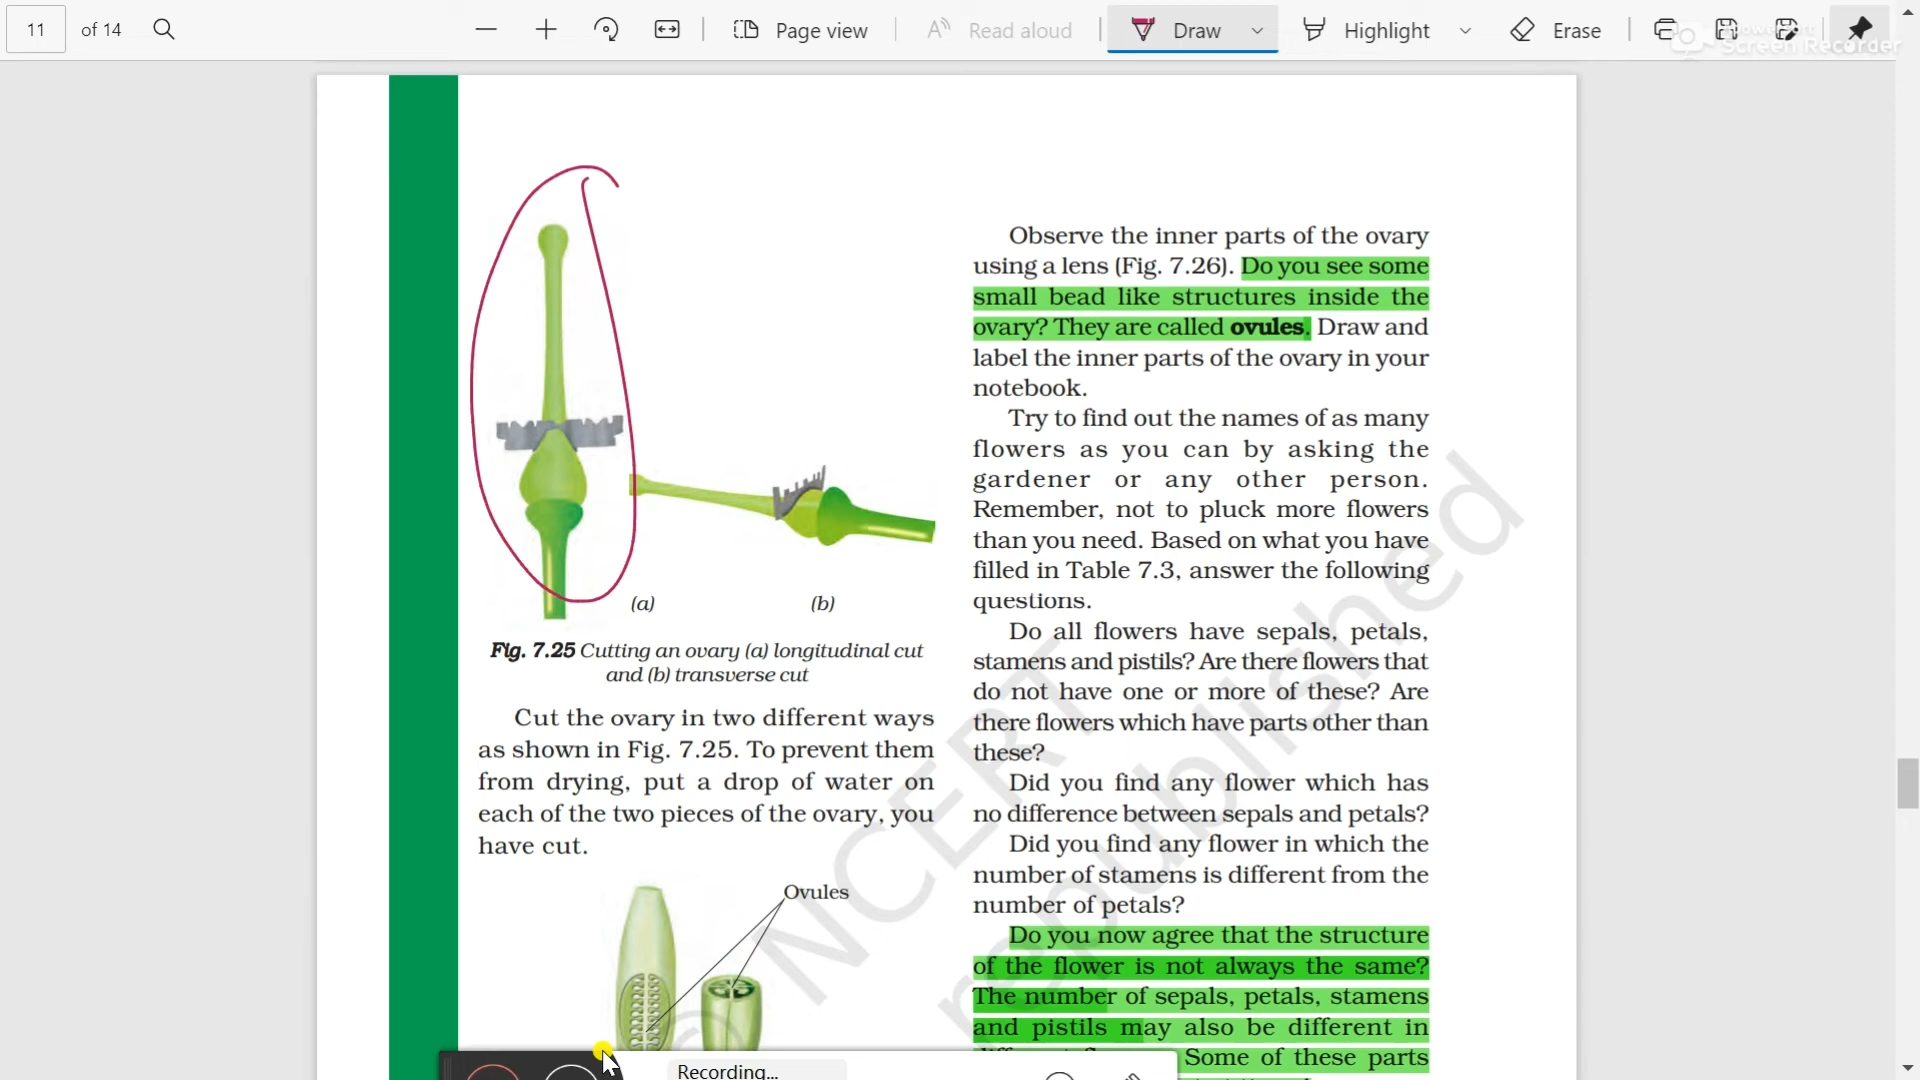 11 of 14 Page view Read aloud Draw Highlight Erase
Screen Recorder
Observe the inner parts of the ovary
using a lens (Fig. 7.26). Do you see some
small bead like structures inside the
ovary? They are called ovules. Draw and
label the inner parts of the ovary in your
notebook.
Try to find out the names of as many
flowers as you can by asking the
gardener or any other person.
Remember, not to pluck more flowers
than you need. Based on what you have
filled in Table 7.3, answer the following
questions.
Do all flowers have sepals, petals,
stamens and pistils? Are there flowers that
do not have one or more of these? Are
there flowers which have parts other than
these?
Did you find any flower which has
no difference between sepals and petals?
Did you find any flower in which the
number of stamens is different from the
number of petals?
Do you now agree that the structure
of the flower is not always the same?
The number of sepals, petals, stamens
and pistils may also be different in
Some of these parts
(a) (b)
Fig. 7.25 Cutting an ovary (a) longitudinal cut
and (b) transverse cut
Cut the ovary in two different ways
as shown in Fig. 7.25. To prevent them
from drying, put a drop of water on
each of the two pieces of the ovary, you
have cut.
Ovules
© NCERT
republished
Recording...